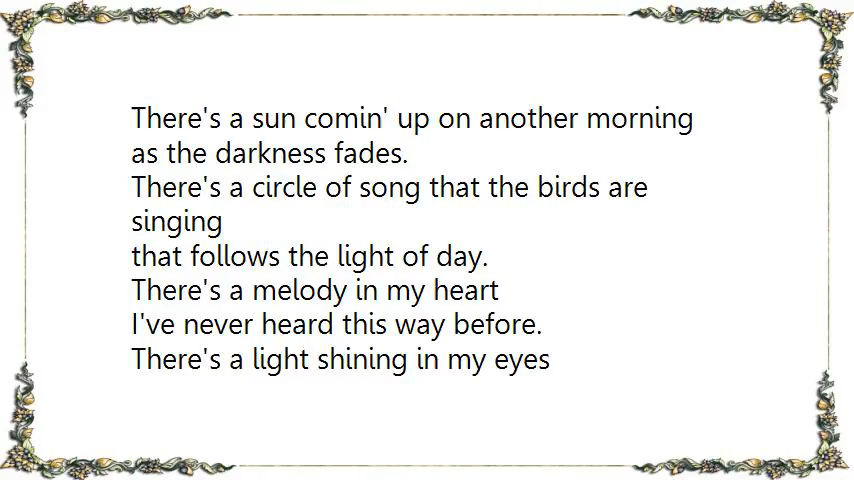 There's a sun comin' up on another morning
as the darkness fades.
There's a circle of song that the birds are
singing
that follows the light of day.
There's a melody in my heart
I've never heard this way before.
There's a light shining in my eyes